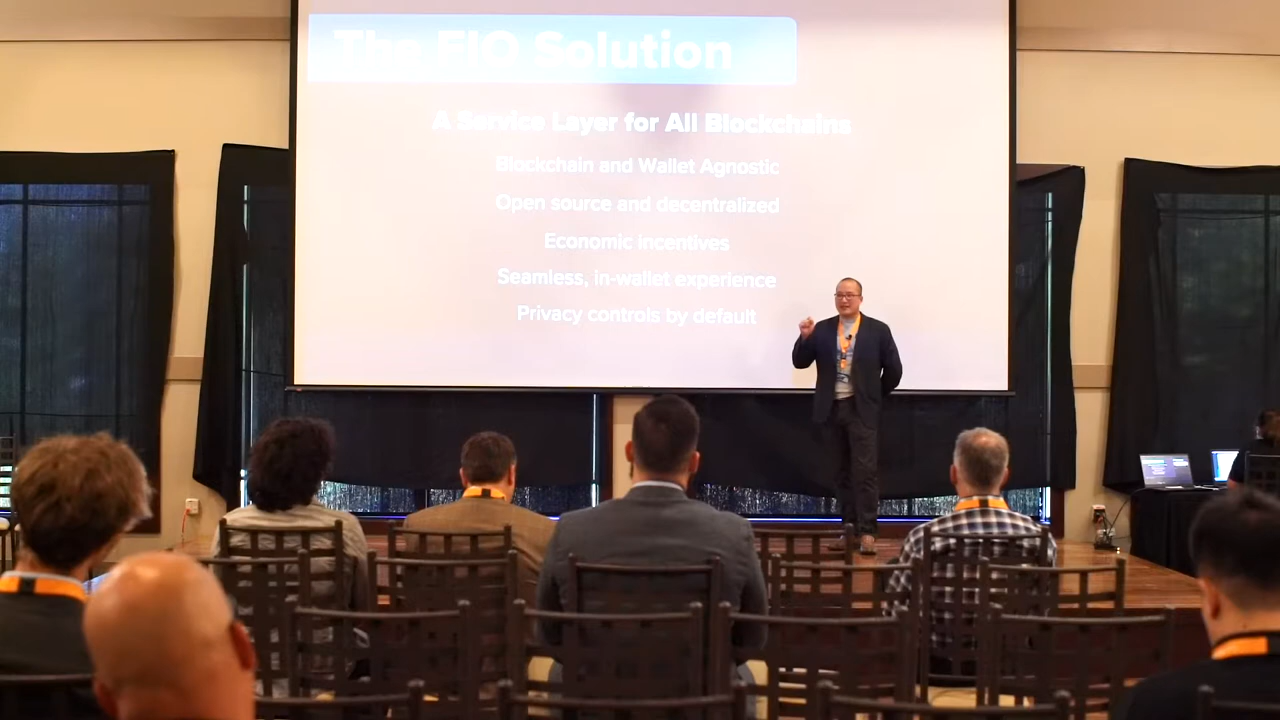 The FIO Solution
A Service Layer for All Blockchains
Blockchain and Wallet Agnostic
Open source and decentralized
Economic incentives
Seamless, in-wallet experience
Privacy controls by default